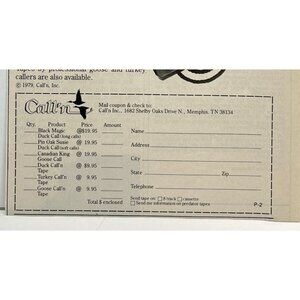 Tapes by professional goose and turkey
callers are also available.
© 1979, Call'n, Inc.
Call'n
Mail coupon & check to:
Call'n Inc., 1682 Shelby Oaks Drive N., Memphis, TN 38134
Qty. Product Price Amount
Black Magic @$19.95
Duck Call (long calls)
Pin Oak Susie @ 19.95
Duck Call (soft calls)
Canadian King @ 19.95
Goose Call
Duck Call'n @ $9.95
Tape
Turkey Call'n @ 9.95
Tape
Goose Call'n @ 9.95
Tape
Total $ enclosed
Name
Address
City
State Zip
Telephone
Send tape on: 8 track cassette
Send me information on predator tapes
P-2